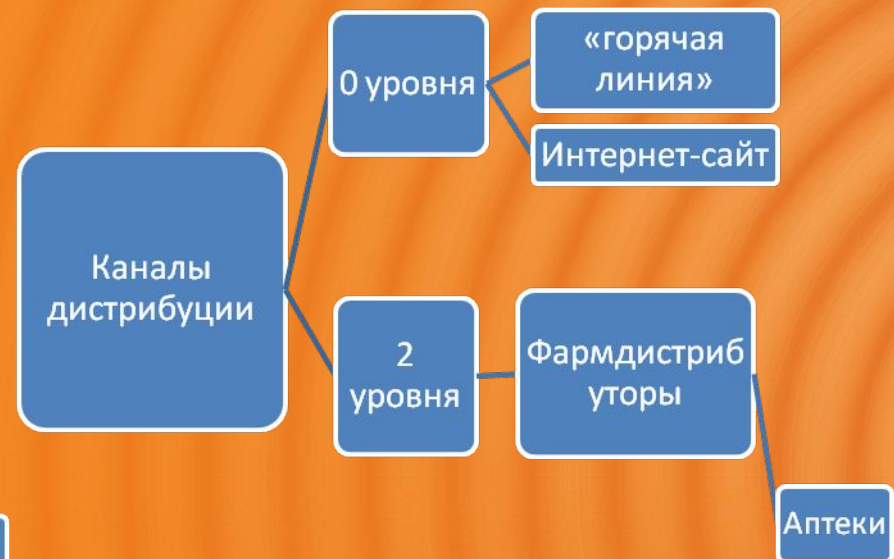 Каналы
дистрибуции
0 уровня
«горячая
линия»
Интернет-сайт
2
уровня
Фармдистриб
уторы
Аптеки